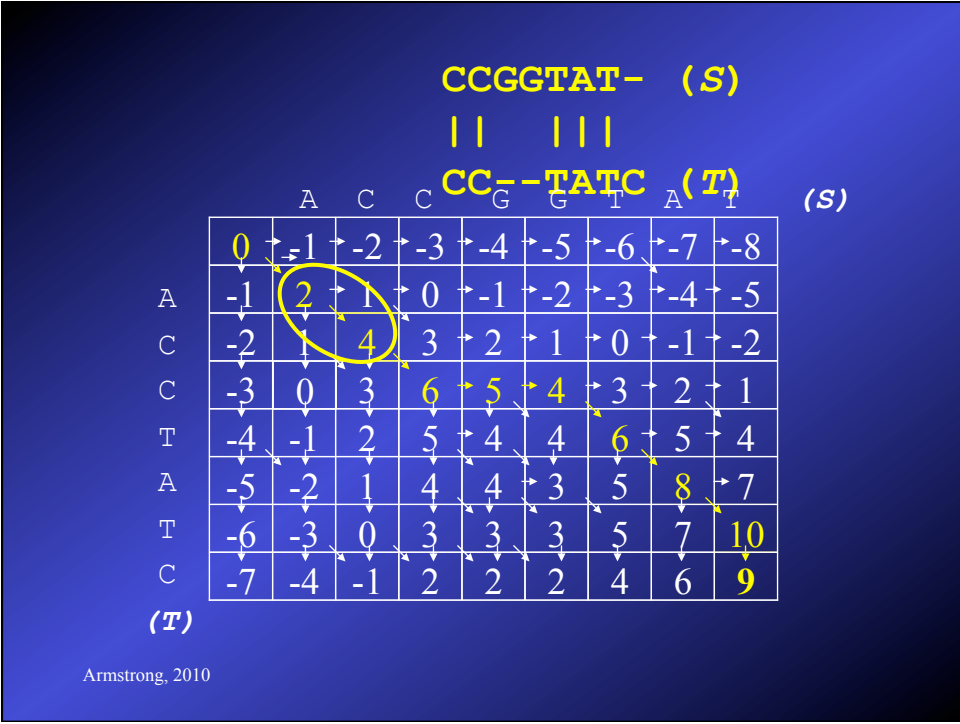 CCGGTAT- (S)
|| |||
CC--TATC (T)
A C C G G T A T (S)
0 -1 -2 -3 -4 -5 -6 -7 -8
A -1 2 1 0 -1 -2 -3 -4 -5
C -2 1 4 3 2 1 0 -1 -2
C -3 0 3 6 5 4 3 2 1
T -4 -1 2 5 4 4 6 5 4
A -5 -2 1 4 4 3 5 8 7
T -6 -3 0 3 3 3 5 7 10
C -7 -4 -1 2 2 2 4 6 9
(T)
Armstrong, 2010